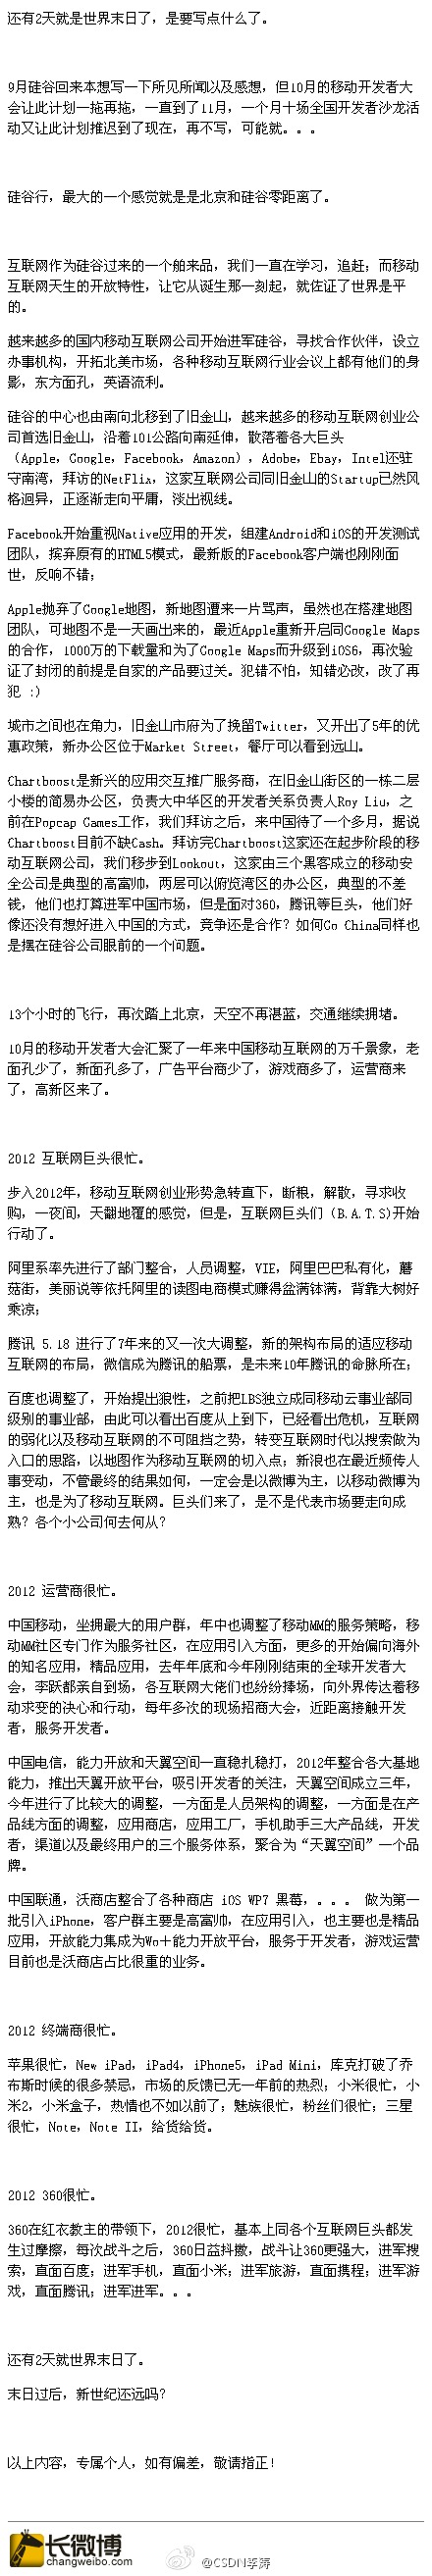 还有2天就是世界末日了，是要写点什么了。
9月硅谷回来本想写一下所见所闻以及感想，但10月的移动开发者大
会让此计划一拖再拖，一直到了11月，一个月十场全国开发者沙龙活
动又让此计划推迟到了现在，再不写，可能就。。。
硅谷行，最大的一个感觉就是是北京和硅谷零距离了。
互联网作为硅谷过来的一个舶来品，我们一直在学习，追赶；而移动
互联网天生的开放特性，让它从诞生那一刻起，就佐证了世界是平
的。
越来越多的国内移动互联网公司开始进军硅谷，寻找合作伙伴，设立
办事机构，开拓北美市场，各种移动互联网行业会议上都有他们的身
影，东方面孔，英语流利。
硅谷的中心也由南向北移到了旧金山，越来越多的移动互联网创业公
司首选旧金山，沿着101公路向南延伸，散落着各大巨头
（Apple，Google，Facebook，Amazon），Adobe，Ebay，Intel还驻
守南湾，拜访的NetFlix，这家互联网公司同旧金山的Startup已然风
格迥异，正逐渐走向平庸，淡出视线。
Facebook开始重视Native应用的开发，组建Android和iOS的开发测试
团队，摈弃原有的HTML5模式，最新版的Facebook客户端也刚刚面
世，反响不错；
Apple抛弃了Google地图，新地图遭来一片骂声，虽然也在搭建地图
团队，可地图不是一天画出来的，最近Apple重新开启同Google Maps
的合作，1000万的下载量和为了Google Maps而升级到iOS6，再次验
证了封闭的前提是自家的产品要过关。犯错不怕，知错必改，改了再
犯 :)
城市之间也在角力，旧金山市府为了挽留Twitter，又开出了5年的优
惠政策，新办公区位于Market Street，餐厅可以看到远山。
Chartboost是新兴的应用交互推广服务商，在旧金山街区的一栋二层
小楼的简易办公区，负责大中华区的开发者关系负责人Roy Liu，之
前在Popcap Games工作，我们拜访之后，来中国待了一个多月，据说
Chartboost目前不缺Cash。拜访完Chartboost这家还在起步阶段的移
动互联网公司，我们移步到Lookout，这家由三个黑客成立的移动安
全公司是典型的高富帅，两层可以俯览湾区的办公区，典型的不差
钱，他们也打算进军中国市场，但是面对360，腾讯等巨头，他们好
像还没有想好进入中国的方式，竞争还是合作？如何Go China同样也
是摆在硅谷公司眼前的一个问题。
13个小时的飞行，再次踏上北京，天空不再湛蓝，交通继续拥堵。
10月的移动开发者大会汇聚了一年来中国移动互联网的万千景象，老
面孔少了，新面孔多了，广告平台商少了，游戏商多了，运营商来
了，高新区来了。
2012 互联网巨头很忙。
步入2012年，移动互联网创业形势急转直下，断粮，解散，寻求收
购，一夜间，天翻地覆的感觉，但是，互联网巨头们（B.A.T.S)开始
行动了。
阿里系率先进行了部门整合，人员调整，VIE，阿里巴巴私有化，蘑
菇街，美丽说等依托阿里的读图电商模式赚得盆满钵满，背靠大树好
乘凉；
腾讯 5.18 进行了7年来的又一次大调整，新的架构布局的适应移动
互联网的布局，微信成为腾讯的船票，是未来10年腾讯的命脉所在；
百度也调整了，开始提出狼性，之前把LBS独立成同移动云事业部同
级别的事业部，由此可以看出百度从上到下，已经看出危机，互联网
的弱化以及移动互联网的不可阻挡之势，转变互联网时代以搜索做为
入口的思路，以地图作为移动互联网的切入点；新浪也在最近频传人
事变动，不管最终的结果如何，一定会是以微博为主，以移动微博为
主，也是为了移动互联网。巨头们来了，是不是代表市场要走向成
熟？各个小公司何去何从？
2012 运营商很忙。
中国移动，坐拥最大的用户群，年中也调整了移动MM的服务策略，移
动MM社区专门作为服务社区，在应用引入方面，更多的开始偏向海外
的知名应用，精品应用，去年年底和今年刚刚结束的全球开发者大
会，李跃都亲自到场，各互联网大佬们也纷纷捧场，向外界传达着移
动求变的决心和行动，每年多次的现场招商大会，近距离接触开发
者，服务开发者。
中国电信，能力开放和天翼空间一直稳扎稳打，2012年整合各大基地
能力，推出天翼开放平台，吸引开发者的关注，天翼空间成立三年，
今年进行了比较大的调整，一方面是人员架构的调整，一方面是在产
品线方面的调整，应用商店，应用工厂，手机助手三大产品线，开发
者，渠道以及最终用户的三个服务体系，聚合为“天翼空间”一个品
牌。
中国联通，沃商店整合了各种商店 iOS WP7 黑莓，。。。 做为第一
批引入iPhone，客户群主要是高富帅，在应用引入，也主要也是精品
应用，开放能力集成为Wo+能力开放平台，服务于开发者，游戏运营
目前也是沃商店占比很重的业务。
2012 终端商很忙。
苹果很忙，New iPad，iPad4，iPhone5，iPad Mini，库克打破了乔
布斯时候的很多禁忌，市场的反馈已无一年前的热烈；小米很忙，小
米2，小米盒子，热情也不如以前了；魅族很忙，粉丝们很忙；三星
很忙，Note，Note II，给货给货。
2012 360很忙。
360在红衣教主的带领下，2012很忙，基本上同各个互联网巨头都发
生过摩擦，每次战斗之后，360日益抖擞，战斗让360更强大，进军搜
索，直面百度；进军手机，直面小米；进军旅游，直面携程；进军游
戏，直面腾讯；进军进军。。。
还有2天就世界末日了。
末日过后，新世纪还远吗？
以上内容，专属个人，如有偏差，敬请指正！
长微博
changweibo.com
@CSDN李涛